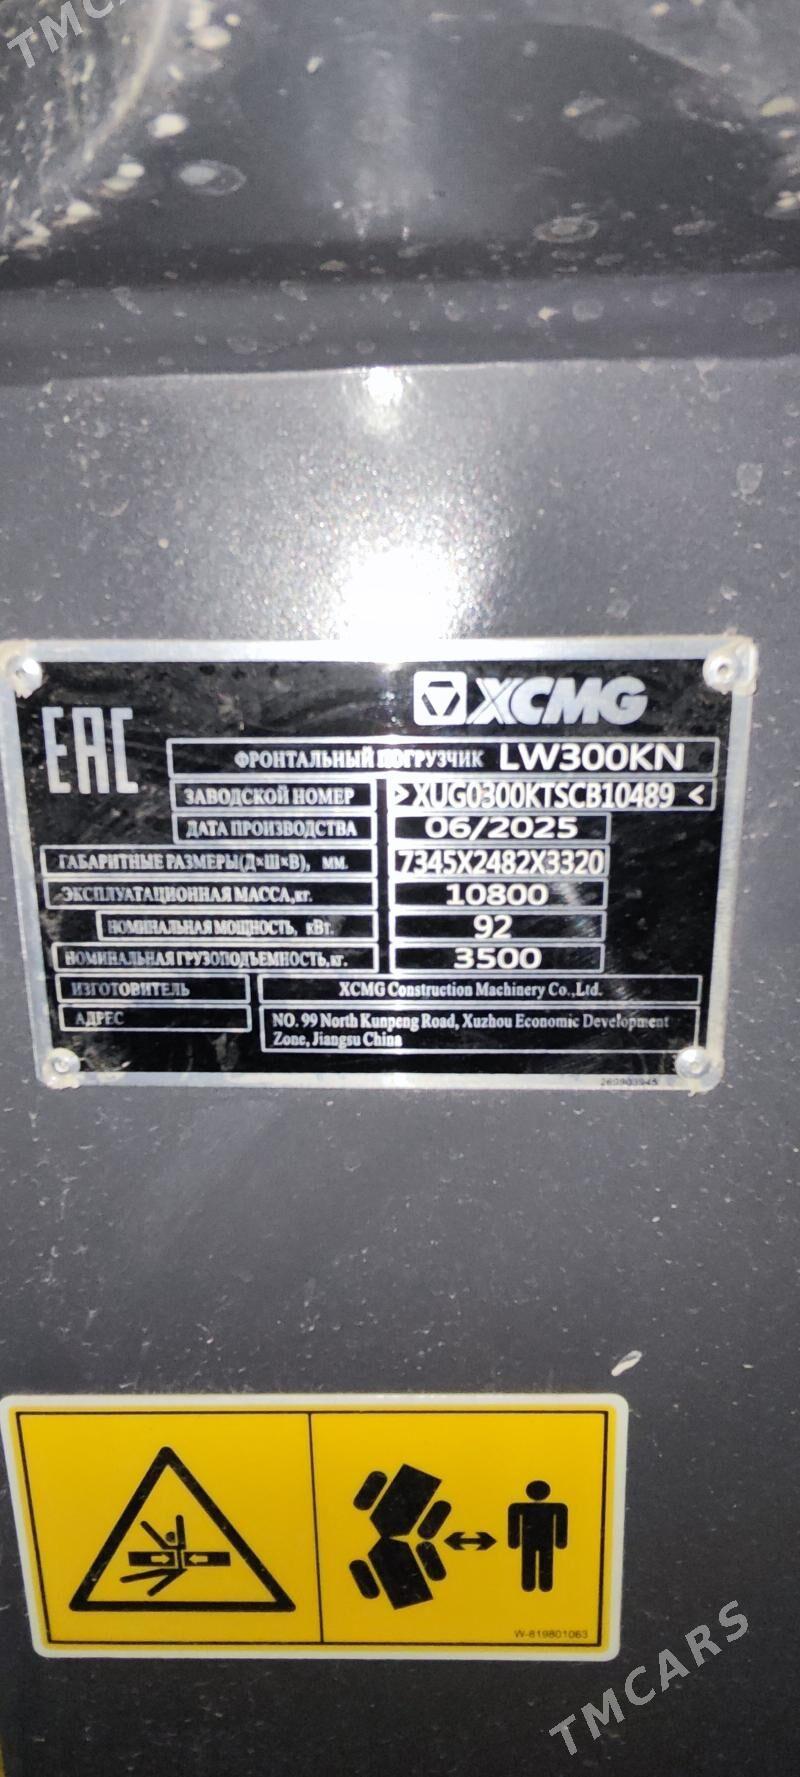 TMCARS
EAC
XCMG
ФРОНТАЛЬНЫЙ ПОГРУЗЧИК LW300KN
ЗАВОДСКОЙ НОМЕР >XUG0300KTSCB10489<
ДАТА ПРОИЗВОДСТВА 06/2025
ГАБАРИТНЫЕ РАЗМЕРЫ(Д×Ш×В), мм. 7345X2482X3320
ЭКСПЛУАТАЦИОННАЯ МАССА,кг. 10800
НОМИНАЛЬНАЯ МОЩНОСТЬ, кВт. 92
НОМИНАЛЬНАЯ ГРУЗОПОДЪЕМНОСТЬ,кг. 3500
ИЗГОТОВИТЕЛЬ XCMG Construction Machinery Co.,Ltd.
АДРЕС NO. 99 North Kunpeng Road, Xuzhou Economic Development
Zone, Jiangsu China
W-819801063
TMCARS